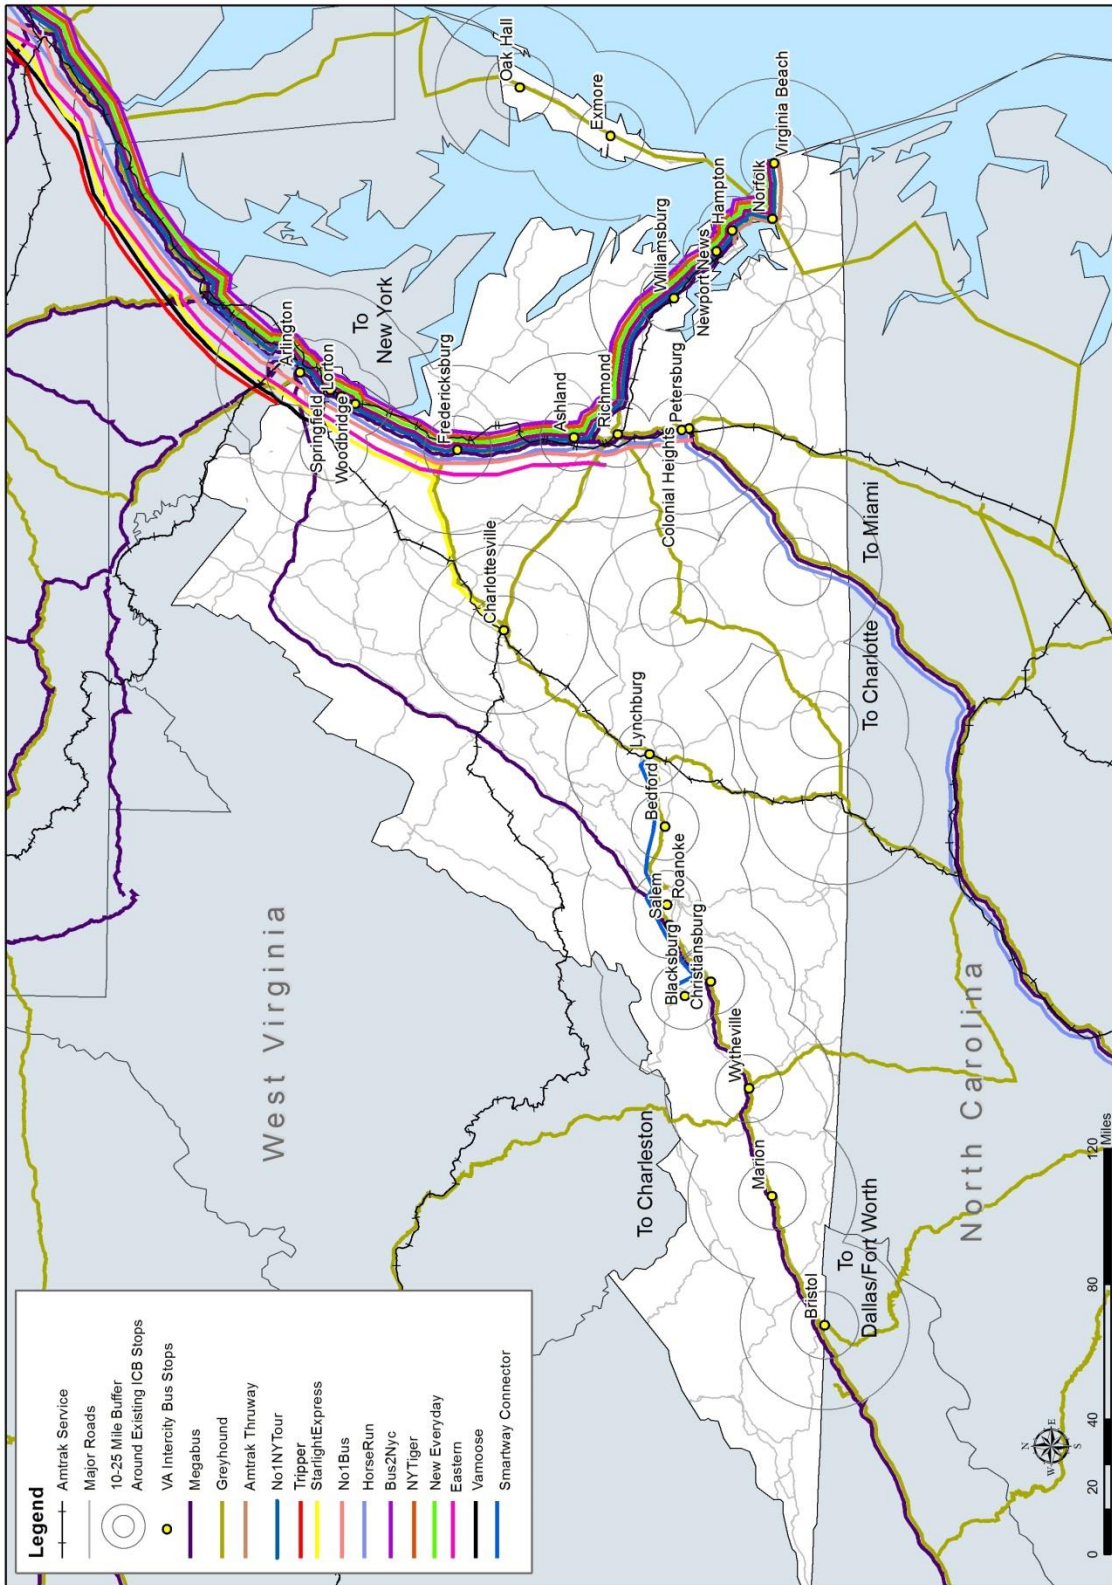 Legend
Amtrak Service
Major Roads
10-25 Mile Buffer
Around Existing ICB Stops
VA Intercity Bus Stops
Megabus
Greyhound
Amtrak Thruway
No1NYTour
Tripper
StarlightExpress
No1Bus
HorseRun
Bus2Nyc
NYTiger
New Everyday
Eastern
Vamoose
Smartway Connector
West Virginia
North Carolina
To Charleston
To
Dallas/Fort Worth
To Charlotte
To Miami
To
New York
Bristol
Marion
Wytheville
Blacksburg
Christiansburg
Salem
Roanoke
Bedford
Lynchburg
Charlottesville
Springfield
Woodbridge
Lorton
Arlington
Fredericksburg
Ashland
Richmond
Colonial Heights
Petersburg
Williamsburg
Newport News
Hampton
Norfolk
Virginia Beach
Exmore
Oak Hall
N
E
S
W
0
20
40
80
120
Miles